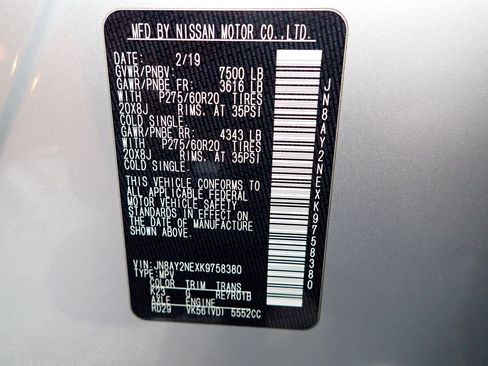 MFD BY NISSAN MOTOR CO.,LTD.
DATE: 2/19
GVWR/PNBV: 7500 LB
GAWR/PNBE FR: 3616 LB
WITH P275/60R20 TIRES
20X8J RIMS, AT 35PSI
COLD SINGLE.
GAWR/PNBE RR: 4343 LB
WITH P275/60R20 TIRES
20X8J RIMS, AT 35PSI
COLD SINGLE.
THIS VEHICLE CONFORMS TO
ALL APPLICABLE FEDERAL
MOTOR VEHICLE SAFETY
STANDARDS IN EFFECT ON
THE DATE OF MANUFACTURE
SHOWN ABOVE.
VIN: JN8AY2NEXK9758380
TYPE: MPV
COLOR TRIM TRANS
K23 G RE7R01B
AXLE ENGINE
RD29 VK56(VD) 5552CC
JN8AY2NEXK9758380